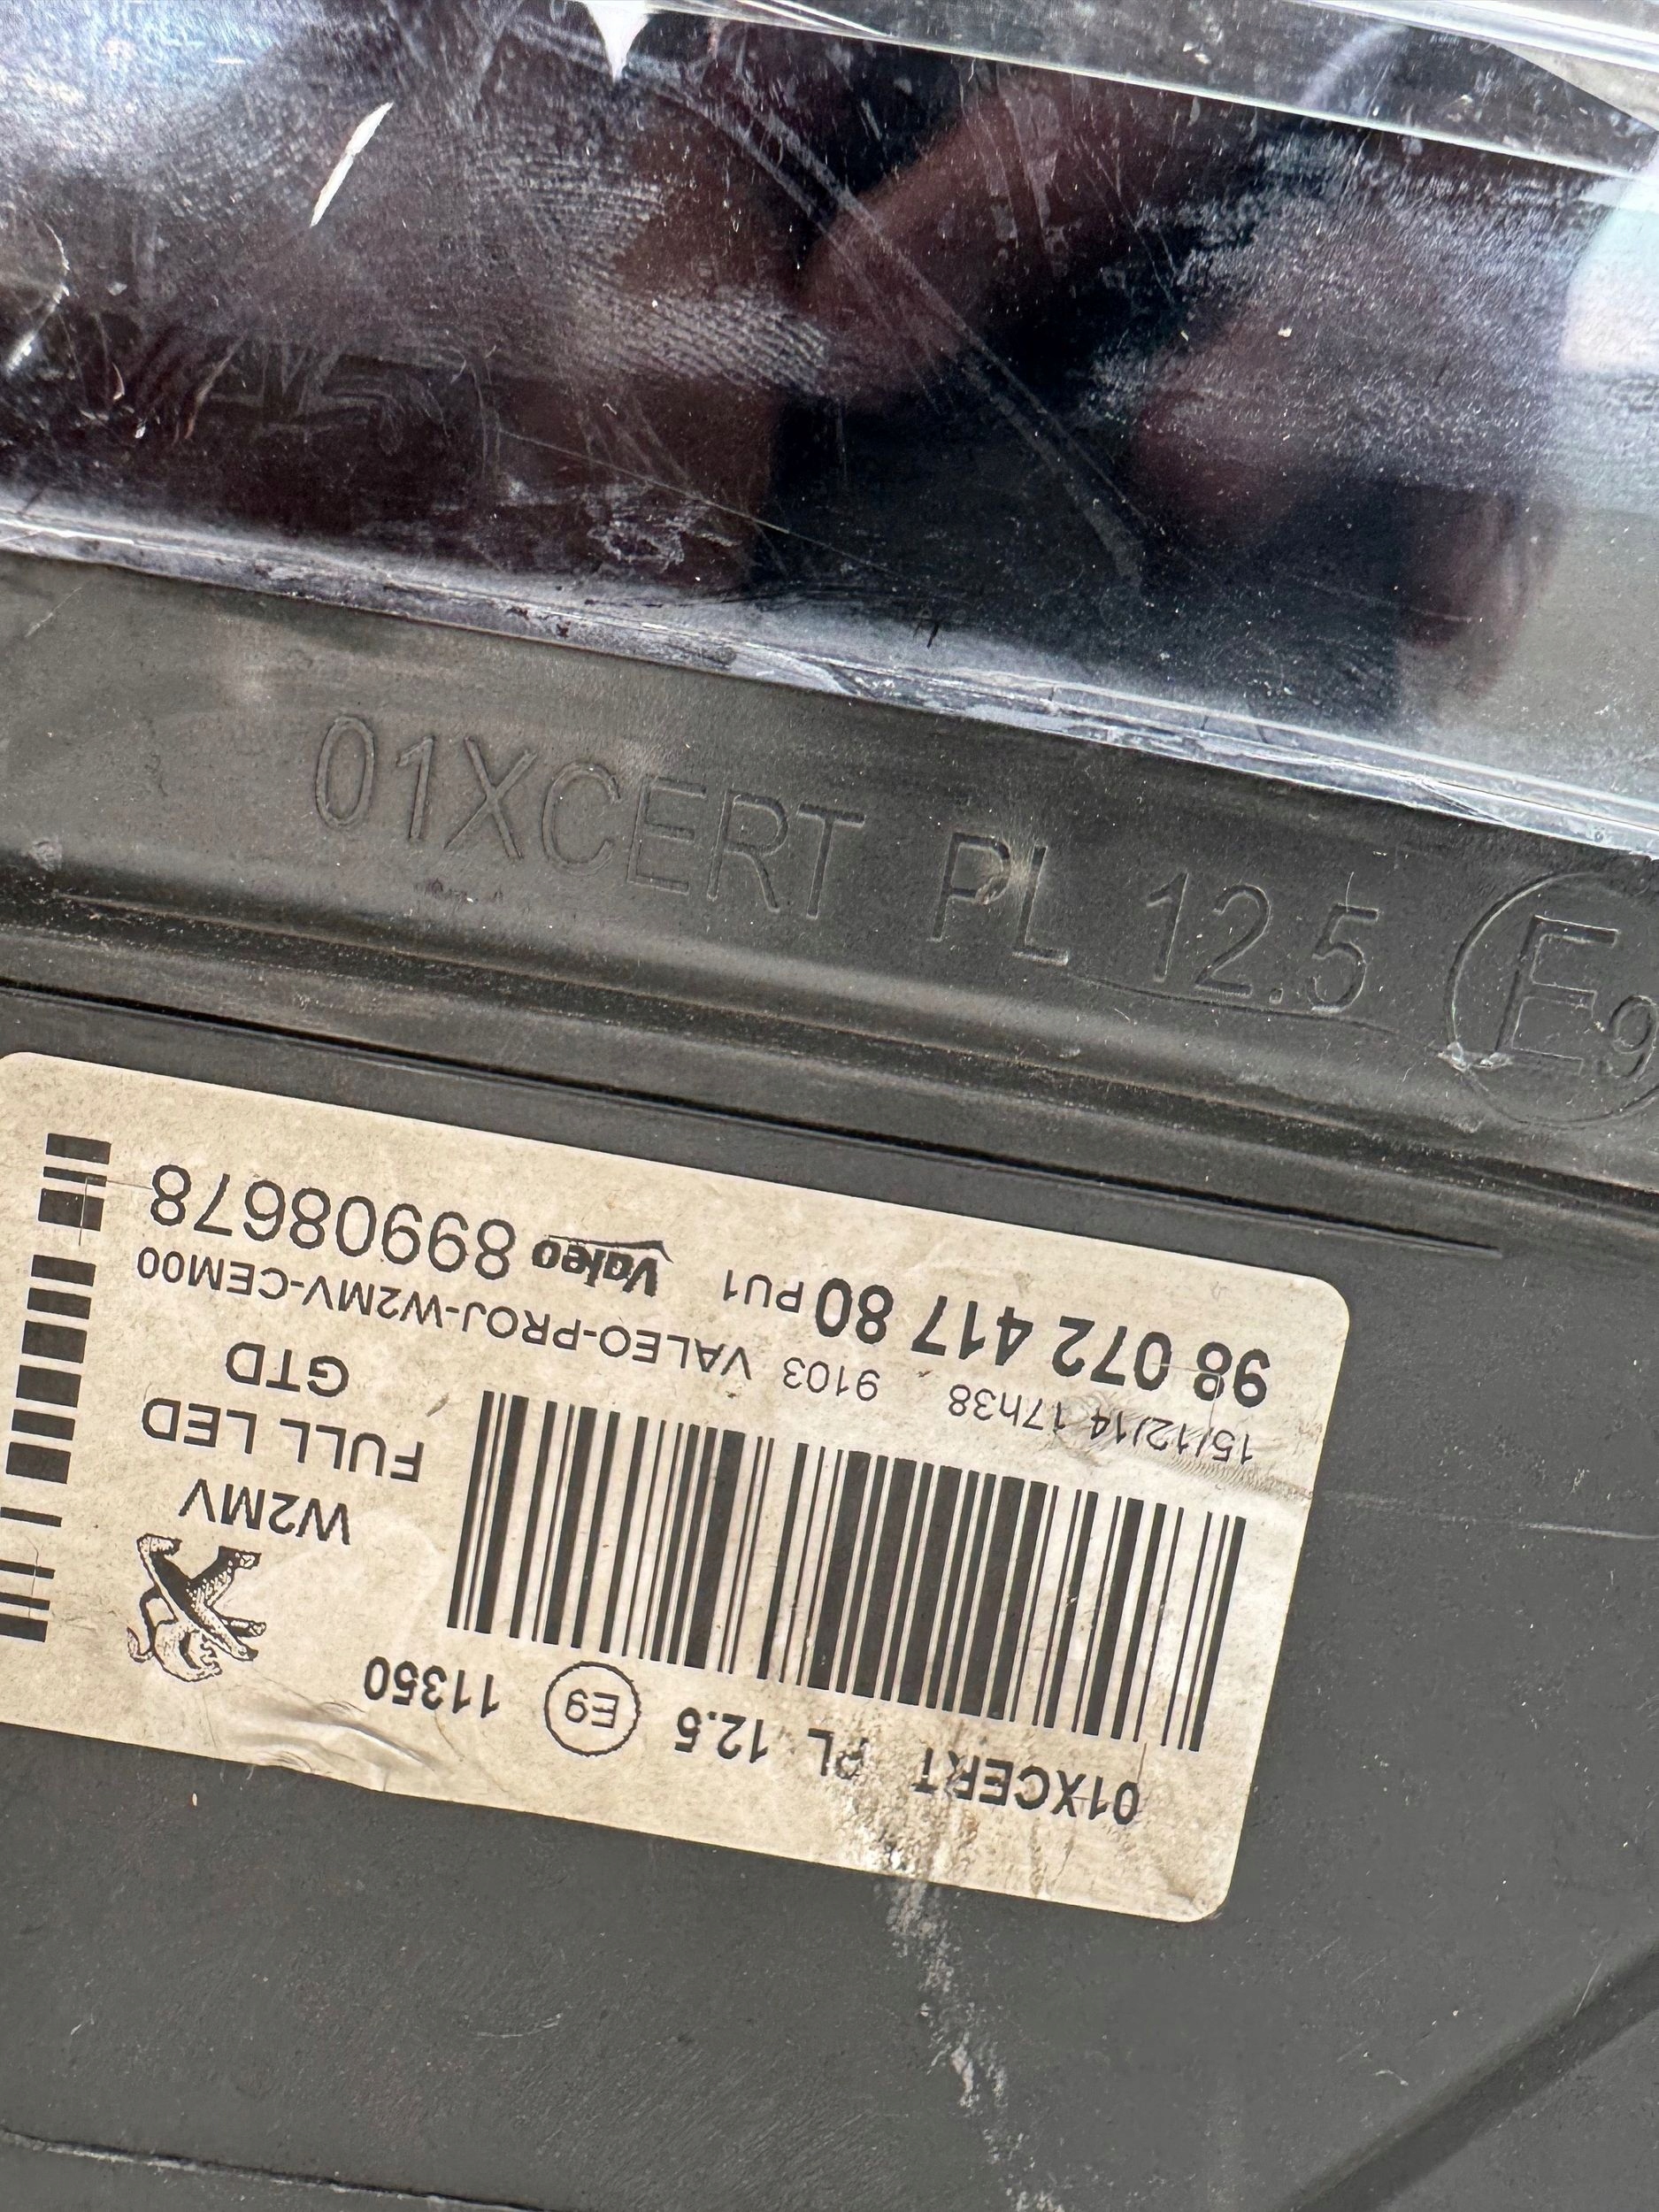 01XCERT PL 12.5 E9
98 072 417 80 PU1 Valeo 89908678
15/12/14 17h38 9103 VALEO-PROJ-W2MV-CEM00
GTD
FULL LED
W2MV
01XCERT PL 12.5 E9 11350